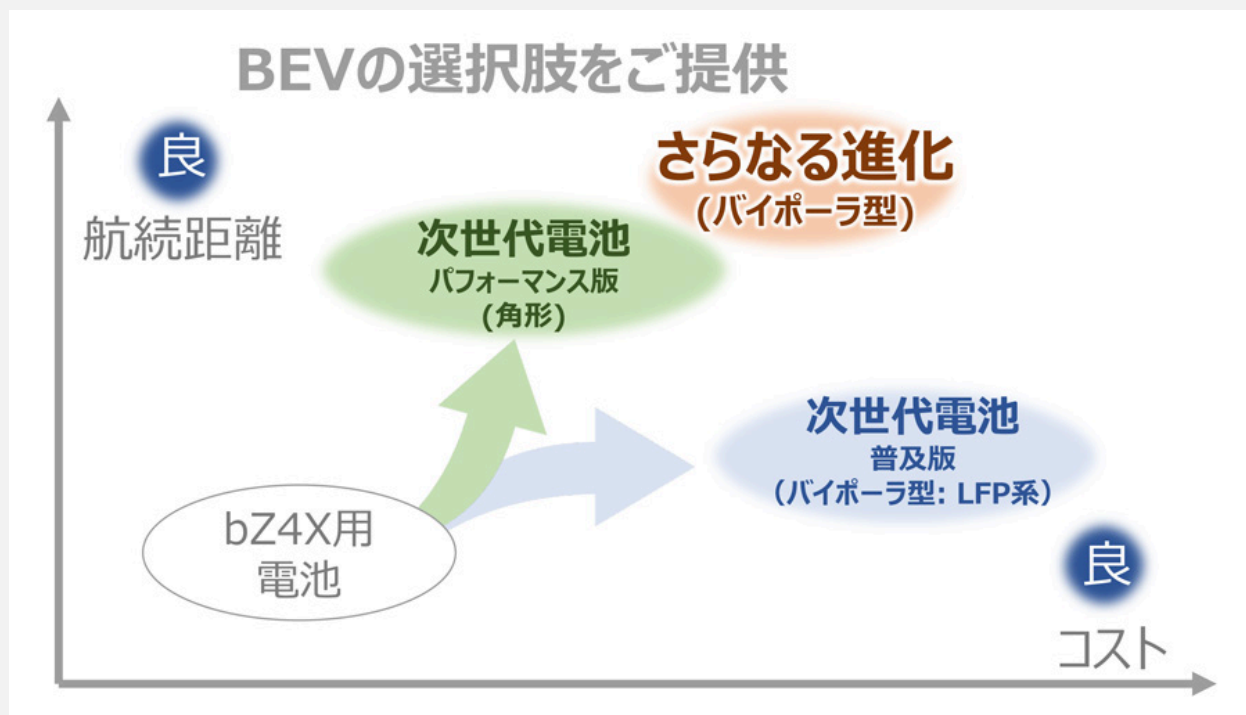 BEVの選択肢をご提供
良
航続距離
さらなる進化
(バイポーラ型)
次世代電池
パフォーマンス版
(角形)
次世代電池
普及版
（バイポーラ型: LFP系）
bZ4X用
電池
良
コスト